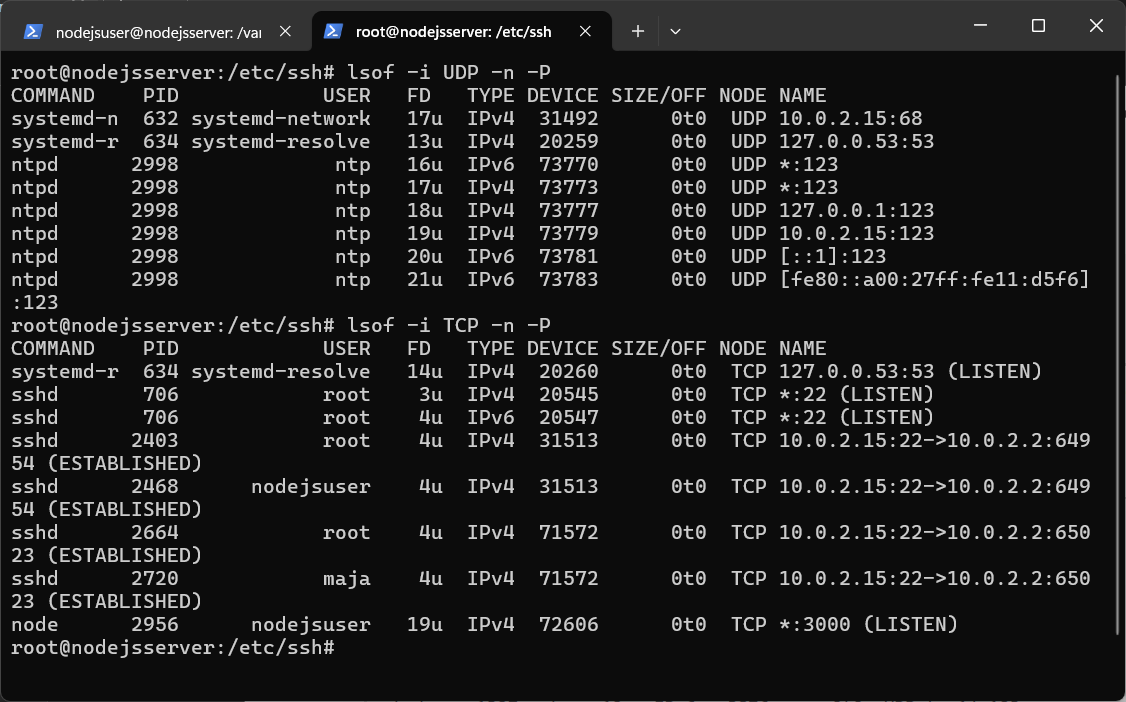 nodejsuser@nodejsserver: /var
root@nodejsserver: /etc/ssh
root@nodejsserver:/etc/ssh# lsof -i UDP -n -P
COMMAND    PID            USER   FD   TYPE DEVICE SIZE/OFF NODE NAME
systemd-n  632 systemd-network   17u  IPv4  31492      0t0  UDP 10.0.2.15:68
systemd-r  634 systemd-resolve   13u  IPv4  20259      0t0  UDP 127.0.0.53:53
ntpd      2998             ntp   16u  IPv6  73770      0t0  UDP *:123
ntpd      2998             ntp   17u  IPv4  73773      0t0  UDP *:123
ntpd      2998             ntp   18u  IPv4  73777      0t0  UDP 127.0.0.1:123
ntpd      2998             ntp   19u  IPv4  73779      0t0  UDP 10.0.2.15:123
ntpd      2998             ntp   20u  IPv6  73781      0t0  UDP [::1]:123
ntpd      2998             ntp   21u  IPv6  73783      0t0  UDP [fe80::a00:27ff:fe11:d5f6]
:123
root@nodejsserver:/etc/ssh# lsof -i TCP -n -P
COMMAND    PID            USER   FD   TYPE DEVICE SIZE/OFF NODE NAME
systemd-r  634 systemd-resolve   14u  IPv4  20260      0t0  TCP 127.0.0.53:53 (LISTEN)
sshd       706            root    3u  IPv4  20545      0t0  TCP *:22 (LISTEN)
sshd       706            root    4u  IPv6  20547      0t0  TCP *:22 (LISTEN)
sshd      2403            root    4u  IPv4  31513      0t0  TCP 10.0.2.15:22->10.0.2.2:649
54 (ESTABLISHED)
sshd      2468      nodejsuser    4u  IPv4  31513      0t0  TCP 10.0.2.15:22->10.0.2.2:649
54 (ESTABLISHED)
sshd      2664            root    4u  IPv4  71572      0t0  TCP 10.0.2.15:22->10.0.2.2:650
23 (ESTABLISHED)
sshd      2720            maja    4u  IPv4  71572      0t0  TCP 10.0.2.15:22->10.0.2.2:650
23 (ESTABLISHED)
node      2956      nodejsuser   19u  IPv4  72606      0t0  TCP *:3000 (LISTEN)
root@nodejsserver:/etc/ssh#